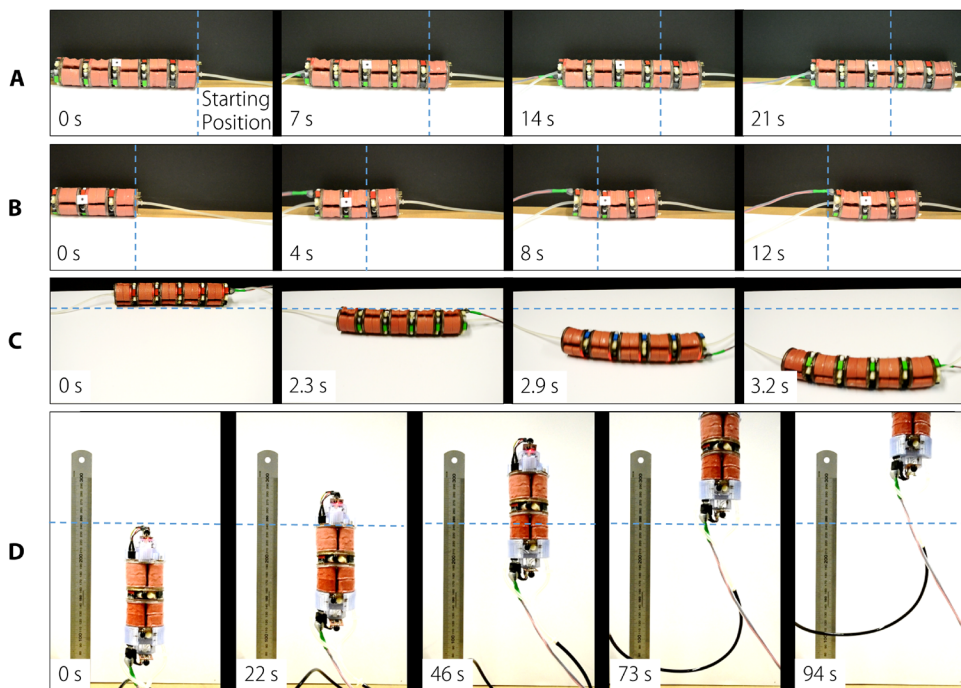 A
0 s
Starting
Position
7 s
14 s
21 s
B
0 s
4 s
8 s
12 s
C
0 s
2.3 s
2.9 s
3.2 s
D
0 s
22 s
46 s
73 s
94 s